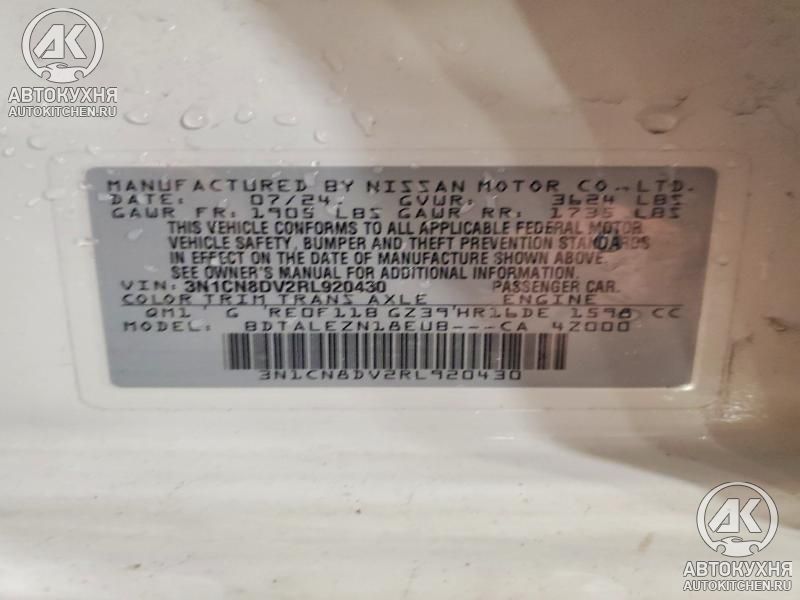 АК
АВТОКУХНЯ
AUTOKITCHEN.RU
MANUFACTURED BY NISSAN MOTOR CO., LTD.
DATE: 07/24 GVWR: 3624 LBS
GAWR FR: 1905 LBS GAWR RR: 1735 LBS
THIS VEHICLE CONFORMS TO ALL APPLICABLE FEDERAL MOTOR
VEHICLE SAFETY, BUMPER AND THEFT PREVENTION STANDARDS
IN EFFECT ON THE DATE OF MANUFACTURE SHOWN ABOVE.
SEE OWNER'S MANUAL FOR ADDITIONAL INFORMATION.
VIN: 3N1CN8DV2RL920430 PASSENGER CAR.
COLOR TRIM TRANS AXLE ENGINE
QM1 G RE0F11B GZ39 HR16DE 1598 CC
MODEL: BDTALEZN18EUB---CA 4Z000
3N1CN8DV2RL920430
АК
АВТОКУХНЯ
AUTOKITCHEN.RU